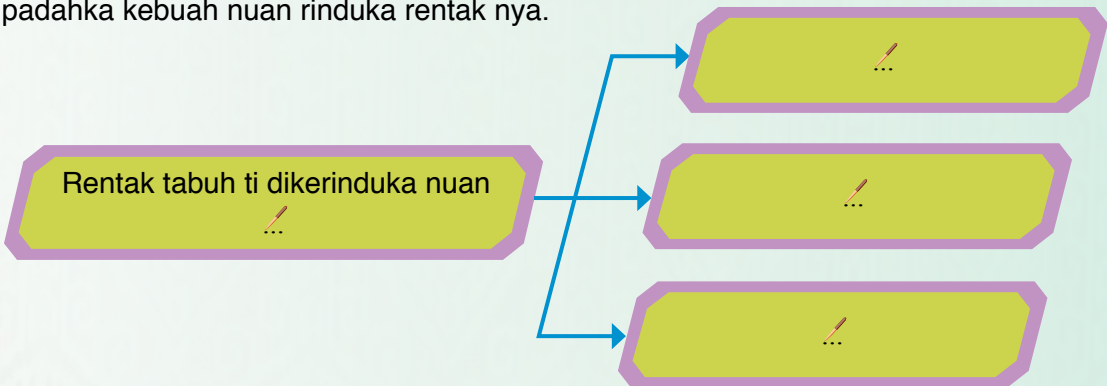 padahka kebuah nuan rinduka rentak nya.
...
Rentak tabuh ti dikerinduka nuan
...
...
...